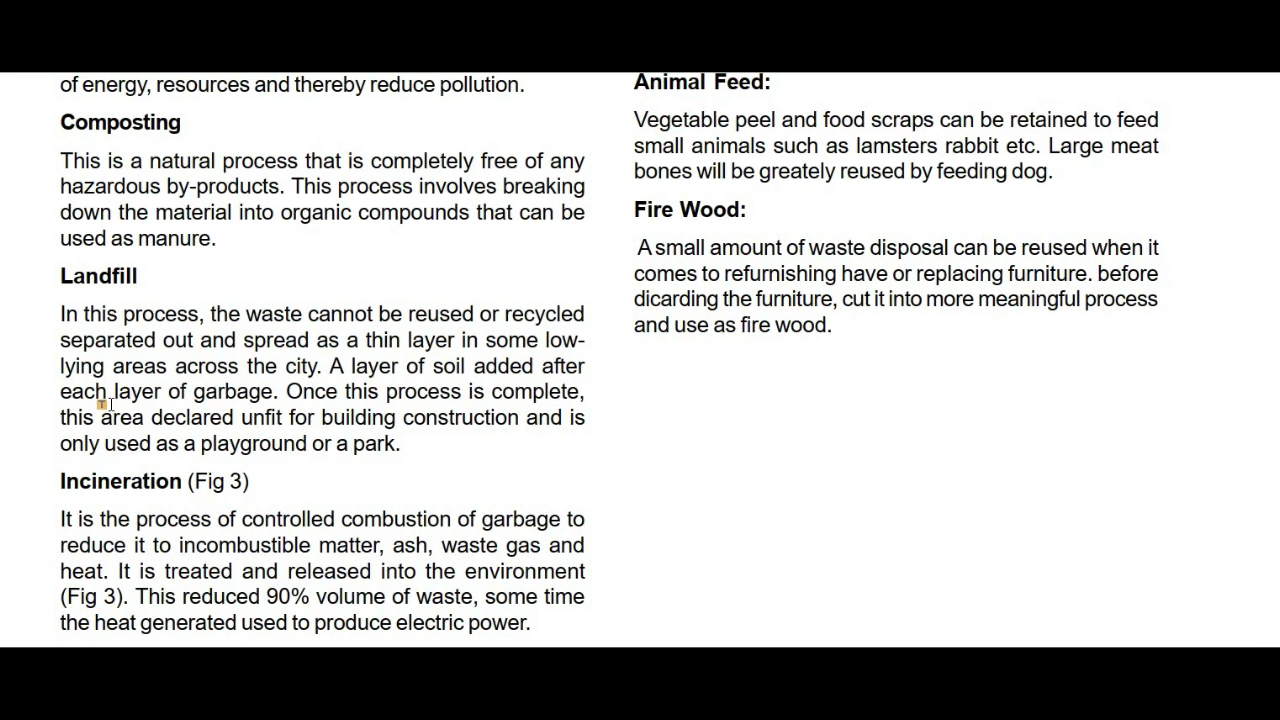 of energy, resources and thereby reduce pollution.
Composting
This is a natural process that is completely free of any
hazardous by-products. This process involves breaking
down the material into organic compounds that can be
used as manure.
Landfill
In this process, the waste cannot be reused or recycled
separated out and spread as a thin layer in some low-
lying areas across the city. A layer of soil added after
each layer of garbage. Once this process is complete,
this area declared unfit for building construction and is
only used as a playground or a park.
Incineration (Fig 3)
It is the process of controlled combustion of garbage to
reduce it to incombustible matter, ash, waste gas and
heat. It is treated and released into the environment
(Fig 3). This reduced 90% volume of waste, some time
the heat generated used to produce electric power.
Animal Feed:
Vegetable peel and food scraps can be retained to feed
small animals such as lamsters rabbit etc. Large meat
bones will be greately reused by feeding dog.
Fire Wood:
A small amount of waste disposal can be reused when it
comes to refurnishing have or replacing furniture. before
dicarding the furniture, cut it into more meaningful process
and use as fire wood.